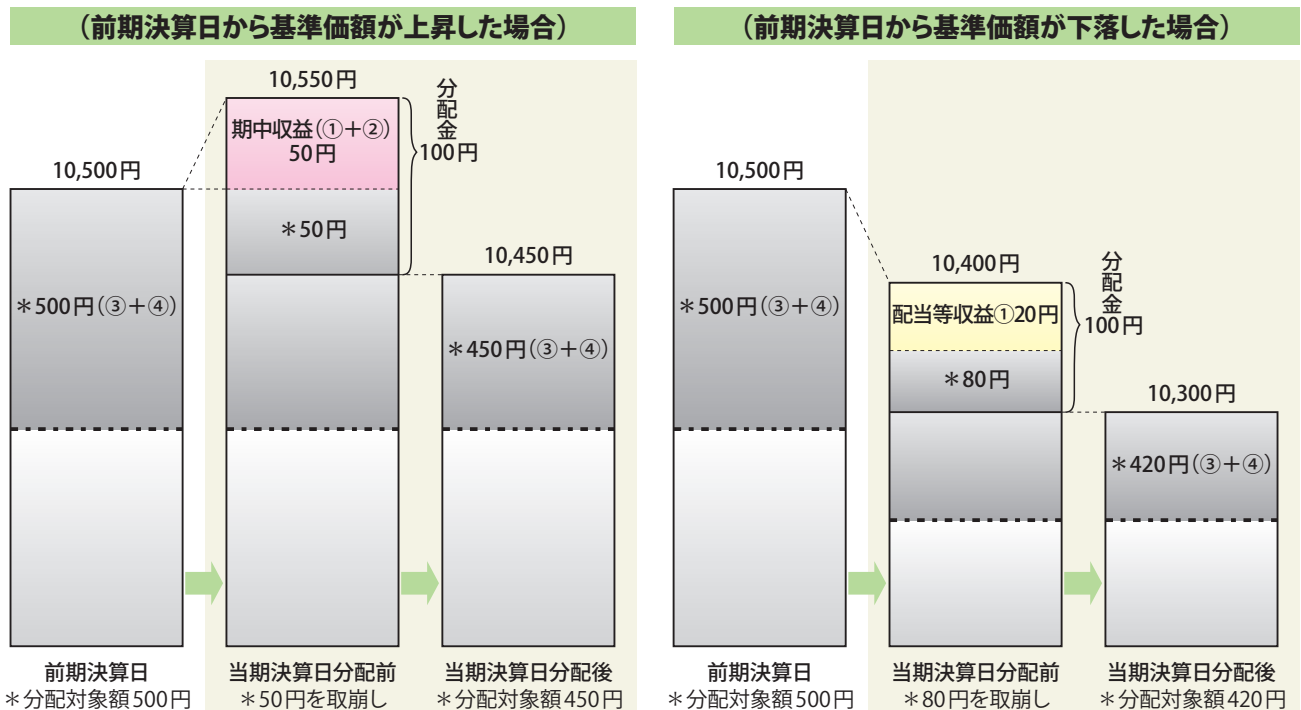 (前期決算日から基準価額が上昇した場合)
10,550円
分配金
100円
期中収益(①+②)
50円
10,500円
*50円
10,450円
*500円(③+④)
*450円(③+④)
前期決算日
*分配対象額500円
当期決算日分配前
*50円を取崩し
当期決算日分配後
*分配対象額450円
(前期決算日から基準価額が下落した場合)
10,500円
10,400円
分配金
100円
*500円(③+④)
配当等収益①20円
*80円
10,300円
*420円(③+④)
前期決算日
*分配対象額500円
当期決算日分配前
*80円を取崩し
当期決算日分配後
*分配対象額420円